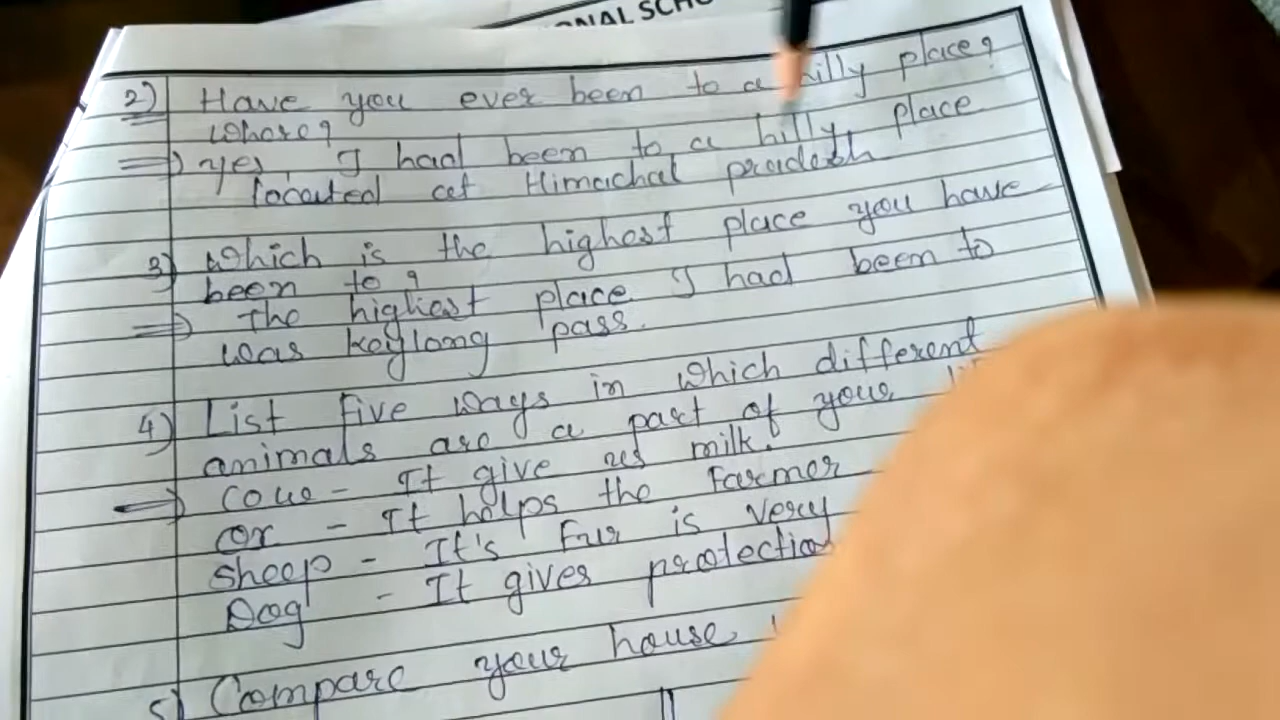 ONAL SCHO
2) Have you ever been to a hilly place?
where?
=> yes, I had been to a hilly place
located at Himachal pradesh
3) which is the highest place you have
been to?
=> The highest place I had been to
was keylong pass.
4) List five ways in which different
animals are a part of your
=> cow - It give us milk.
ox - It helps the farmer
sheep - It's Fur is very
Dog - It gives protection
5) Compare your house